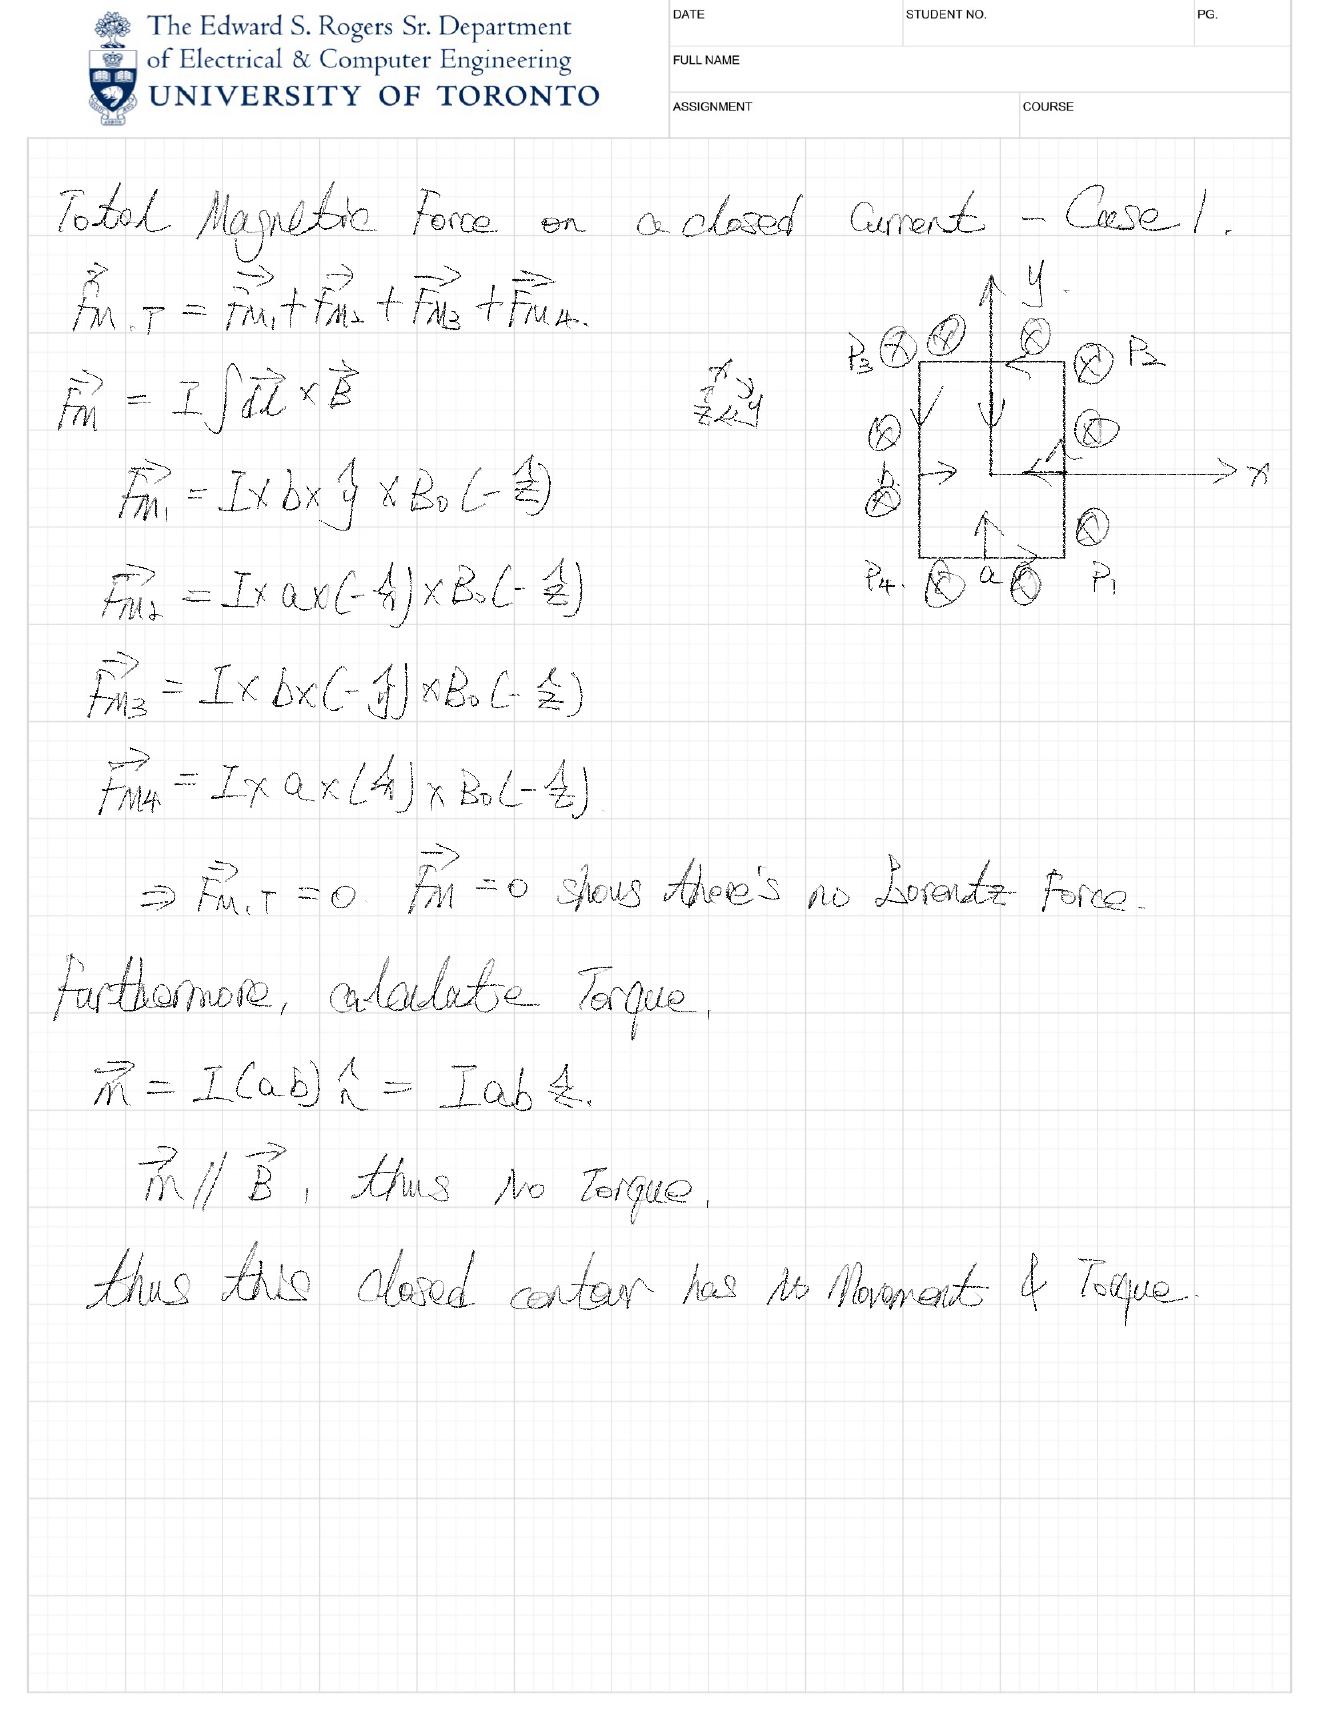 The Edward S. Rogers Sr. Department
of Electrical & Computer Engineering
UNIVERSITY OF TORONTO
DATE
STUDENT NO.
PG.
FULL NAME
ASSIGNMENT
COURSE
Total Magnetic Force on a closed Current - Case 1.
F⃗M.T = F⃗M1 + F⃗M2 + F⃗M3 + F⃗M4.
F⃗M = I ∫ d⃗l × B⃗
x
z y
F⃗M1 = I × b × ŷ × B0 (-ẑ)
F⃗M2 = I × a × (-x̂) × B0 (-ẑ)
F⃗M3 = I × b × (-ŷ) × B0 (-ẑ)
F⃗M4 = I × a × (x̂) × B0 (-ẑ)
y
P3 P2
b x
P4. a P1
⇒ F⃗M.T = 0. F⃗M = 0 shows there's no Lorentz Force.
Furthermore, calculate Torque.
m⃗ = I(ab) n̂ = Iab ẑ.
m⃗ // B⃗, thus No Torque.
thus this closed contour has No Movement & Torque.